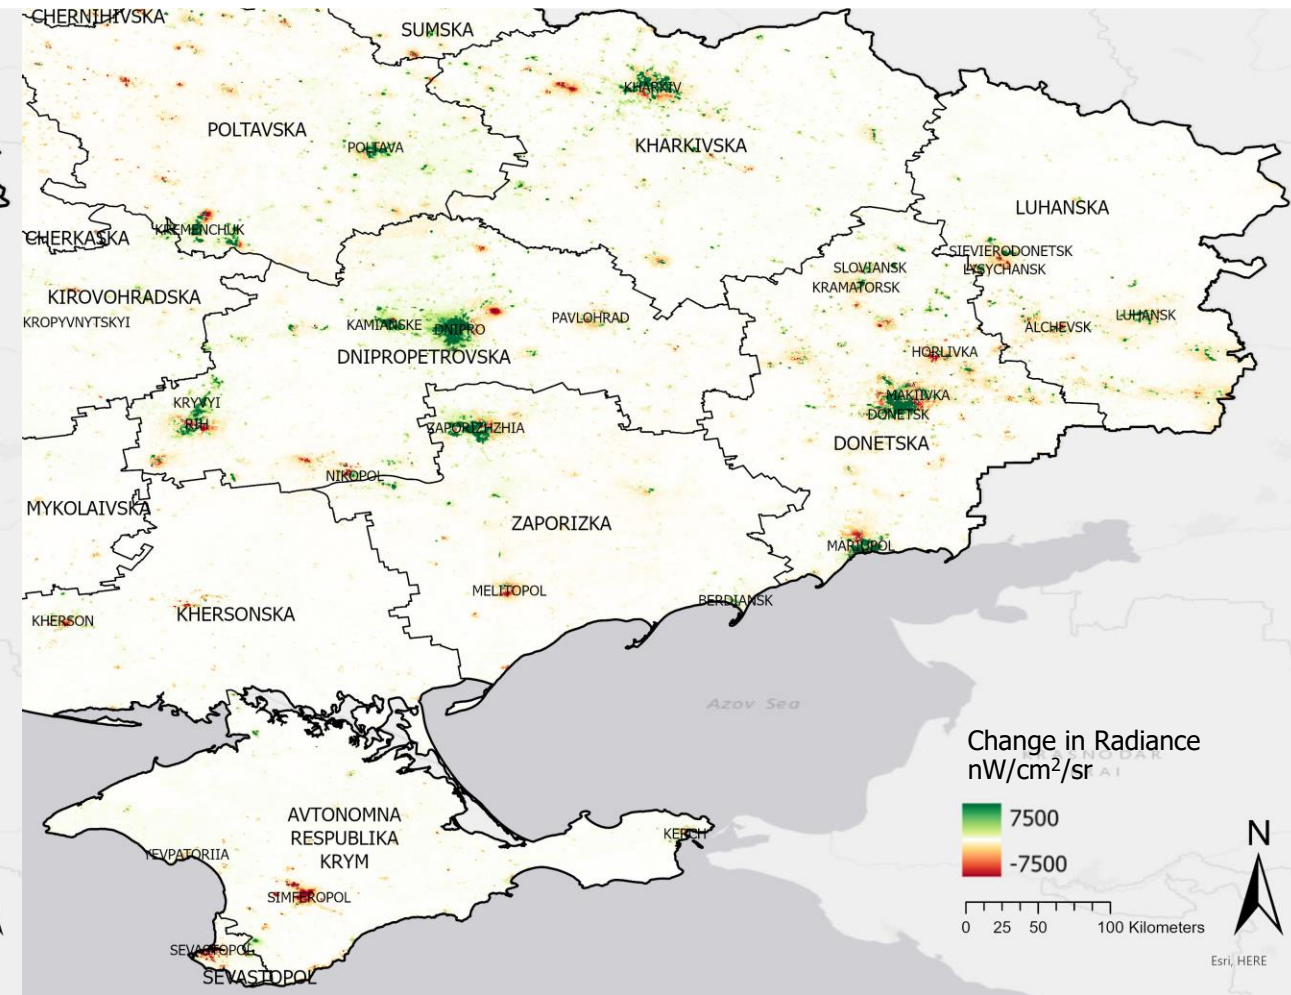 CHERNIHIVSKA
SUMSKA
KHARKIV
POLTAVSKA
POLTAVA
KHARKIVSKA
LUHANSKA
KREMENCHUK
CHERKASKA
SIEVIERODONETSK
LYSYCHANSK
SLOVIANSK
KRAMATORSK
KIROVOHRADSKA
KROPYVNYTSKYI
KAMIANSKE
DNIPRO
PAVLOHRAD
ALCHEVSK
LUHANSK
DNIPROPETROVSKA
HORLIVKA
KRYVYI
RIH
MAKIIVKA
DONETSK
ZAPORIZHZHIA
DONETSKA
NIKOPOL
MYKOLAIVSKA
ZAPORIZKA
MARIUPOL
MELITOPOL
BERDIANSK
KHERSON
KHERSONSKA
Azov Sea
Change in Radiance
nW/cm²/sr
KRASNODAR
7500
-7500
AVTONOMNA
RESPUBLIKA
KRYM
KERCH
YEVPATORIIA
SIMFEROPOL
SEVASTOPOL
SEVASTOPOL
N
0 25 50 100 Kilometers
Esri, HERE